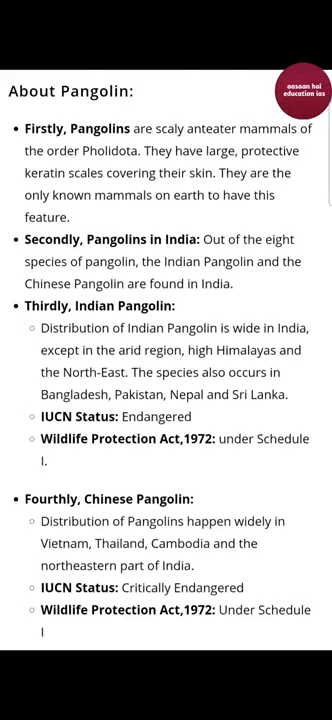 About Pangolin:
aasaan hai
education ias
• Firstly, Pangolins are scaly anteater mammals of
the order Pholidota. They have large, protective
keratin scales covering their skin. They are the
only known mammals on earth to have this
feature.
• Secondly, Pangolins in India: Out of the eight
species of pangolin, the Indian Pangolin and the
Chinese Pangolin are found in India.
• Thirdly, Indian Pangolin:
○ Distribution of Indian Pangolin is wide in India,
except in the arid region, high Himalayas and
the North-East. The species also occurs in
Bangladesh, Pakistan, Nepal and Sri Lanka.
○ IUCN Status: Endangered
○ Wildlife Protection Act,1972: under Schedule
I.
• Fourthly, Chinese Pangolin:
○ Distribution of Pangolins happen widely in
Vietnam, Thailand, Cambodia and the
northeastern part of India.
○ IUCN Status: Critically Endangered
○ Wildlife Protection Act,1972: Under Schedule
I